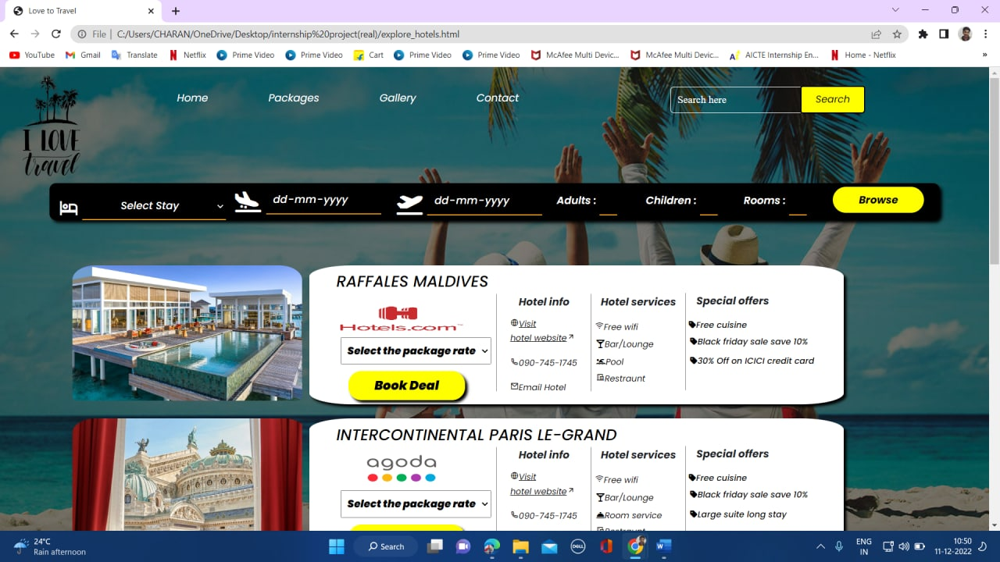 Love to Travel
File
C:/Users/CHARAN/OneDrive/Desktop/internship%20project(real)/explore_hotels.html
YouTube
Gmail
Translate
Netflix
Prime Video
Prime Video
Cart
Prime Video
Prime Video
McAfee Multi Devic...
McAfee Multi Devic...
AICTE Internship En...
Home - Netflix
»
I LOVE
travel
Home
Packages
Gallery
Contact
Search here
Search
Select Stay
dd-mm-yyyy
dd-mm-yyyy
Adults :
Children :
Rooms :
Browse
RAFFALES MALDIVES
Hotels.com™
Select the package rate
Book Deal
Hotel info
Visit
hotel website
090-745-1745
Email Hotel
Hotel services
Free wifi
Bar/Lounge
Pool
Restraunt
Special offers
Free cuisine
Black friday sale save 10%
30% Off on ICICI credit card
INTERCONTINENTAL PARIS LE-GRAND
agoda
Select the package rate
Hotel info
Visit
hotel website
090-745-1745
Hotel services
Free wifi
Bar/Lounge
Room service
Restraunt
Special offers
Free cuisine
Black friday sale save 10%
Large suite long stay
24°C
Rain afternoon
Search
DELL
W
ENG
IN
10:50
11-12-2022